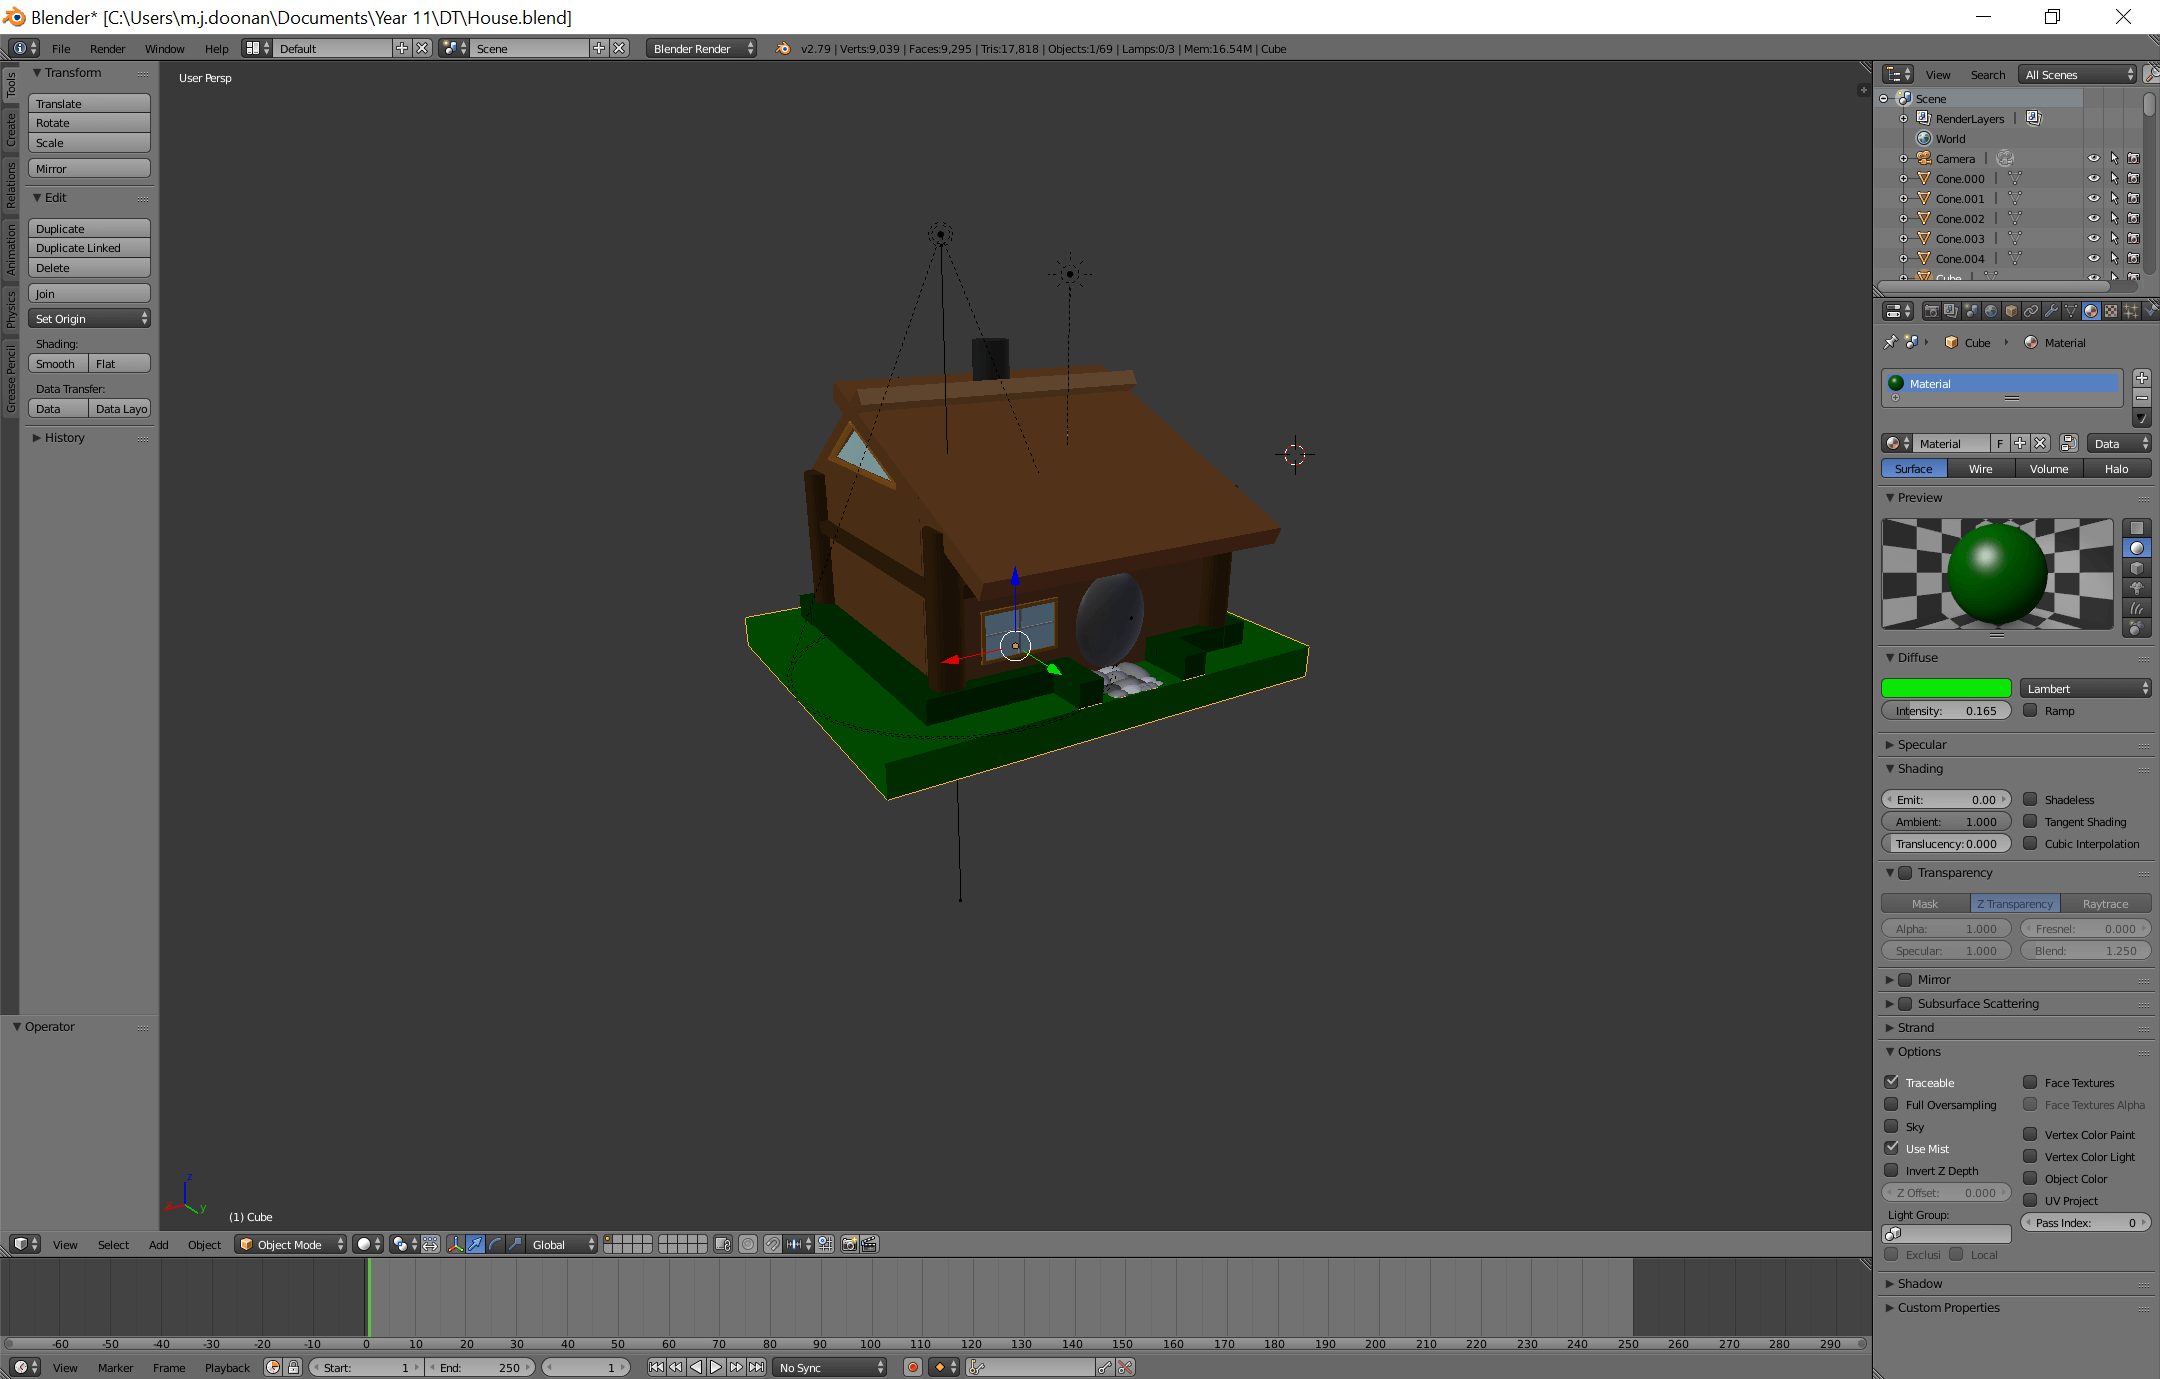 Blender* [C:\Users\m.j.doonan\Documents\Year 11\DT\House.blend]
File Render Window Help Default Scene Blender Render v2.79 | Verts:9,039 | Faces:9,295 | Tris:17,818 | Objects:1/69 | Lamps:0/3 | Mem:16.54M | Cube
Tools
Create
Relations
Animation
Physics
Grease Pencil
Transform
Translate
Rotate
Scale
Mirror
Edit
Duplicate
Duplicate Linked
Delete
Join
Set Origin
Shading:
Smooth Flat
Data Transfer:
Data Data Layo
History
Operator
User Persp
z
x
y
(1) Cube
View Search All Scenes
Scene
RenderLayers
World
Camera
Cone.000
Cone.001
Cone.002
Cone.003
Cone.004
Cube
Cube Material
Material
Material F Data
Surface Wire Volume Halo
Preview
Diffuse
Lambert
Intensity: 0.165 Ramp
Specular
Shading
Emit: 0.00 Shadeless
Ambient: 1.000 Tangent Shading
Translucency: 0.000 Cubic Interpolation
Transparency
Mask Z Transparency Raytrace
Alpha: 1.000 Fresnel: 0.000
Specular: 1.000 Blend: 1.250
Mirror
Subsurface Scattering
Strand
Options
Traceable Face Textures
Full Oversampling Face Textures Alpha
Sky
Vertex Color Paint
Use Mist
Vertex Color Light
Invert Z Depth
Object Color
Z Offset: 0.000
UV Project
Light Group:
Pass Index: 0
Exclusi Local
Shadow
Custom Properties
View Select Add Object Object Mode Global
-60 -50 -40 -30 -20 -10 0 10 20 30 40 50 60 70 80 90 100 110 120 130 140 150 160 170 180 190 200 210 220 230 240 250 260 270 280 290
View Marker Frame Playback Start: 1 End: 250 1 No Sync